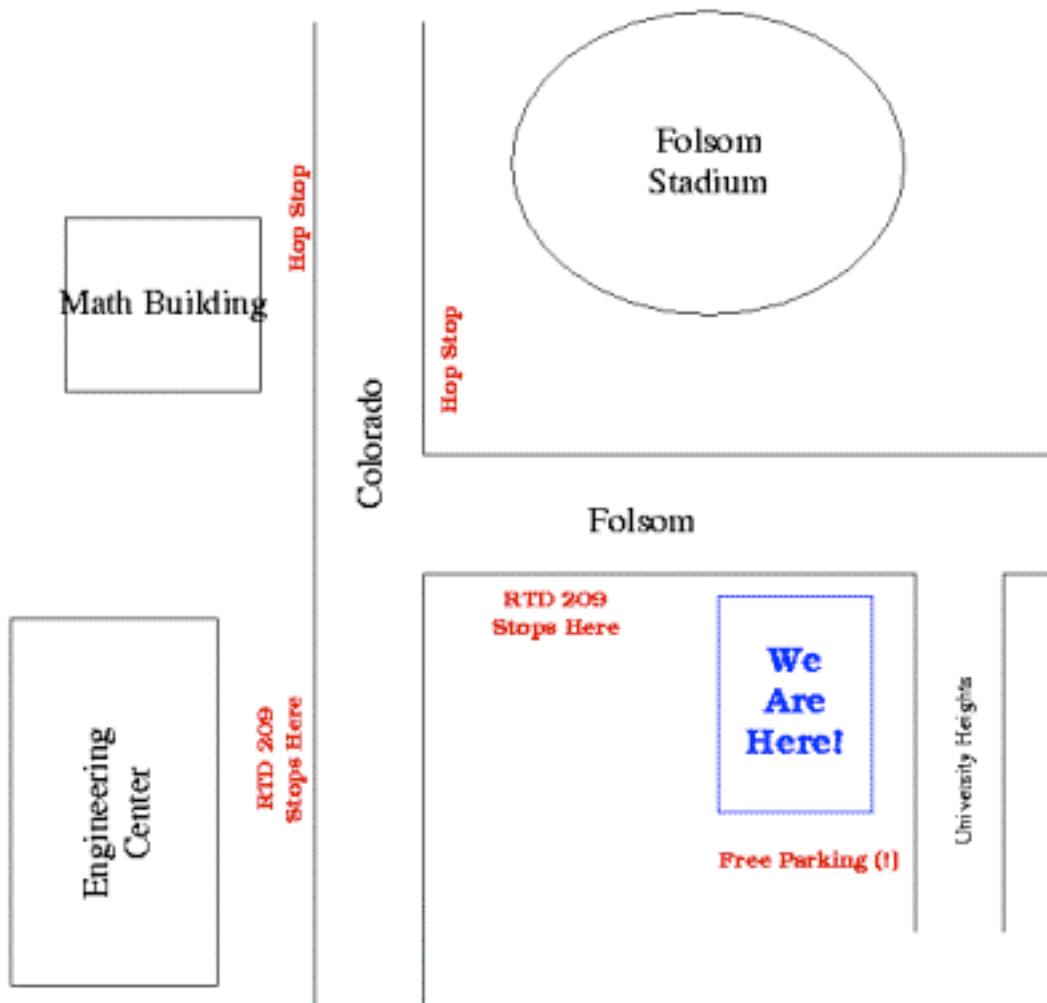 Folsom
Stadium
Hop Stop
Math Building
Hop Stop
Colorado
Folsom
RTD 209
Stops Here
We
Are
Here!
University Heights
RTD 209
Stops Here
Engineering
Center
Free Parking (!)